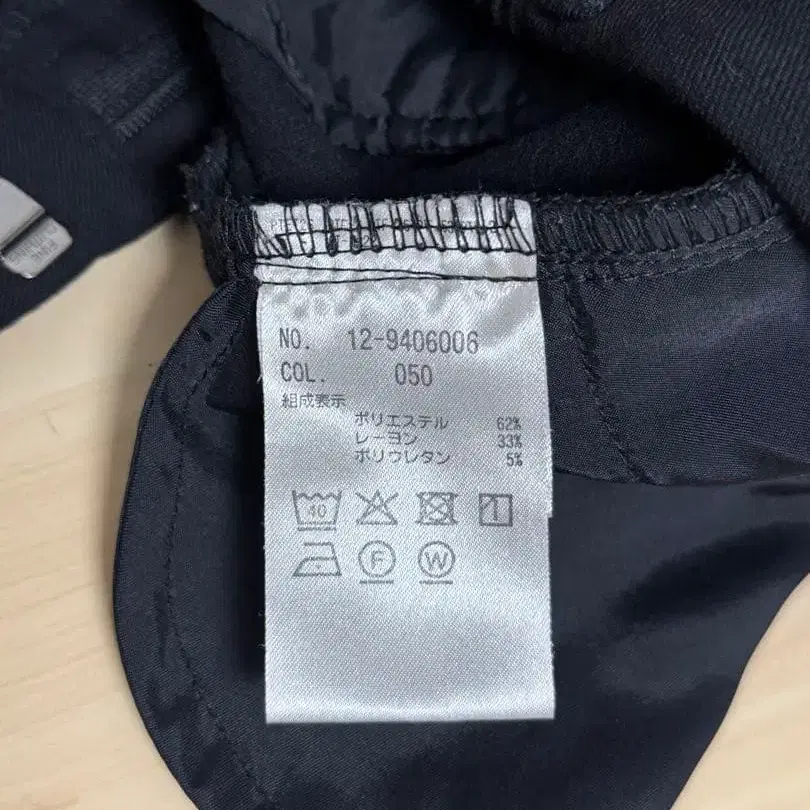 NO. 12-9406006
COL. 050
組成表示
ポリエステル 62%
レーヨン 33%
ポリウレタン 5%
40
F W